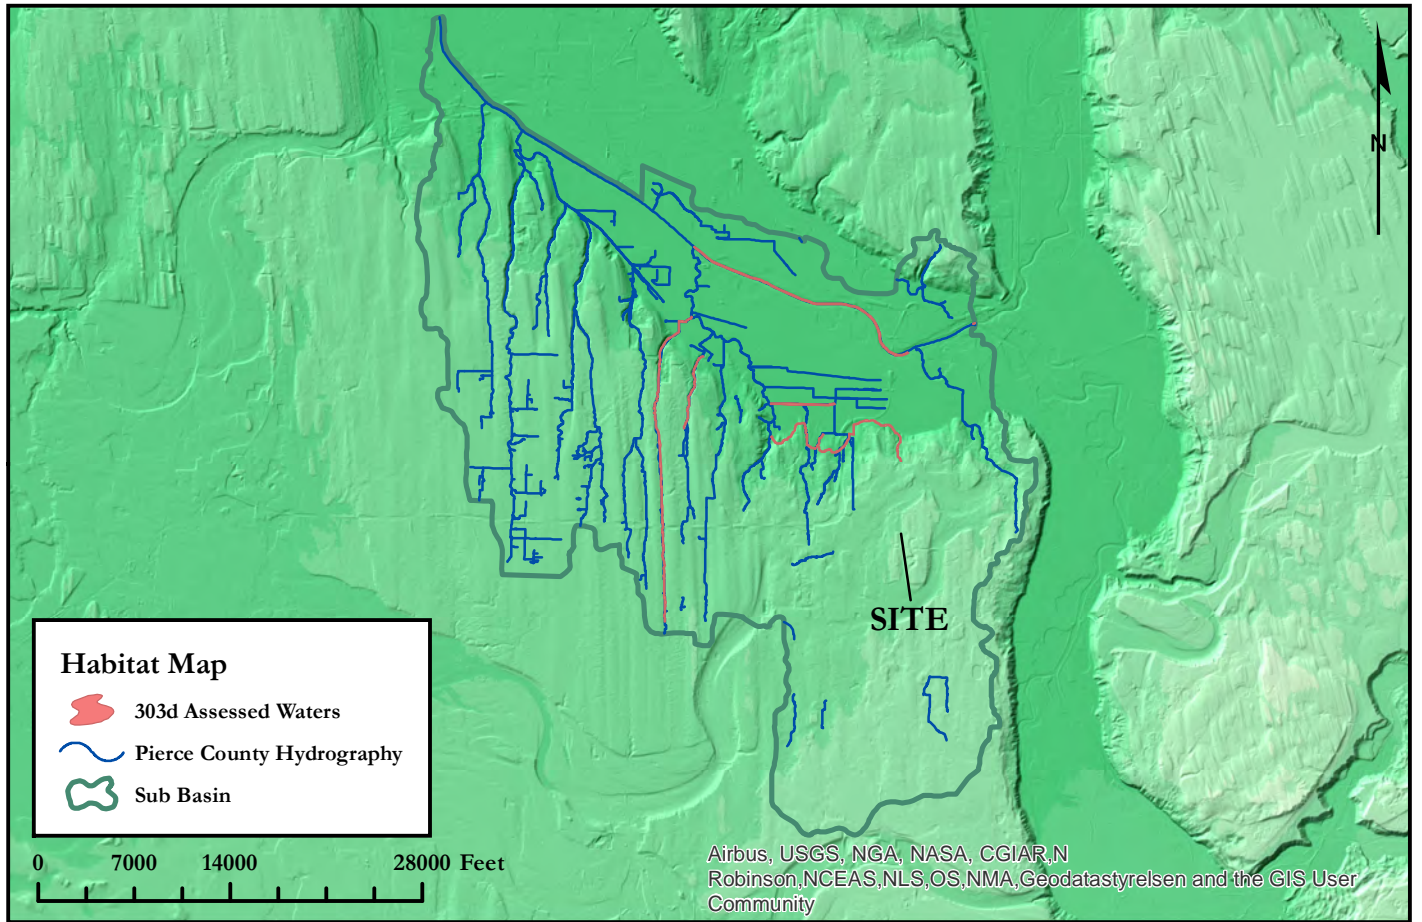 N
SITE
Habitat Map
303d Assessed Waters
Pierce County Hydrography
Sub Basin
0 7000 14000 28000 Feet
Airbus, USGS, NGA, NASA, CGIAR,N
Robinson,NCEAS,NLS,OS,NMA,Geodatastyrelsen and the GIS User
Community